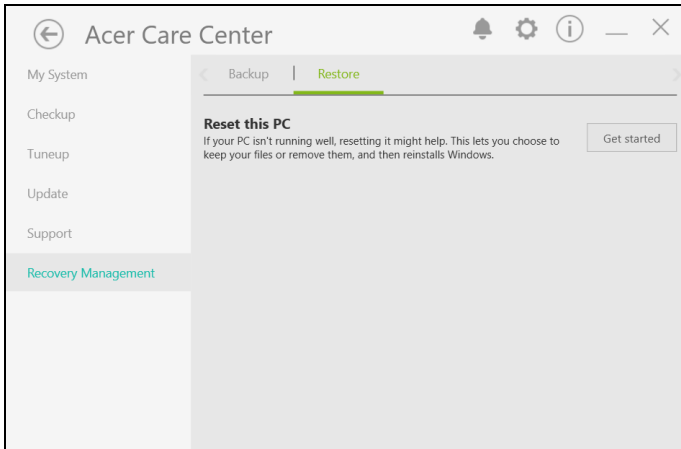 Acer Care Center
My System
Checkup
Tuneup
Update
Support
Recovery Management
Backup | Restore
Reset this PC
If your PC isn't running well, resetting it might help. This lets you choose to
keep your files or remove them, and then reinstalls Windows.
Get started